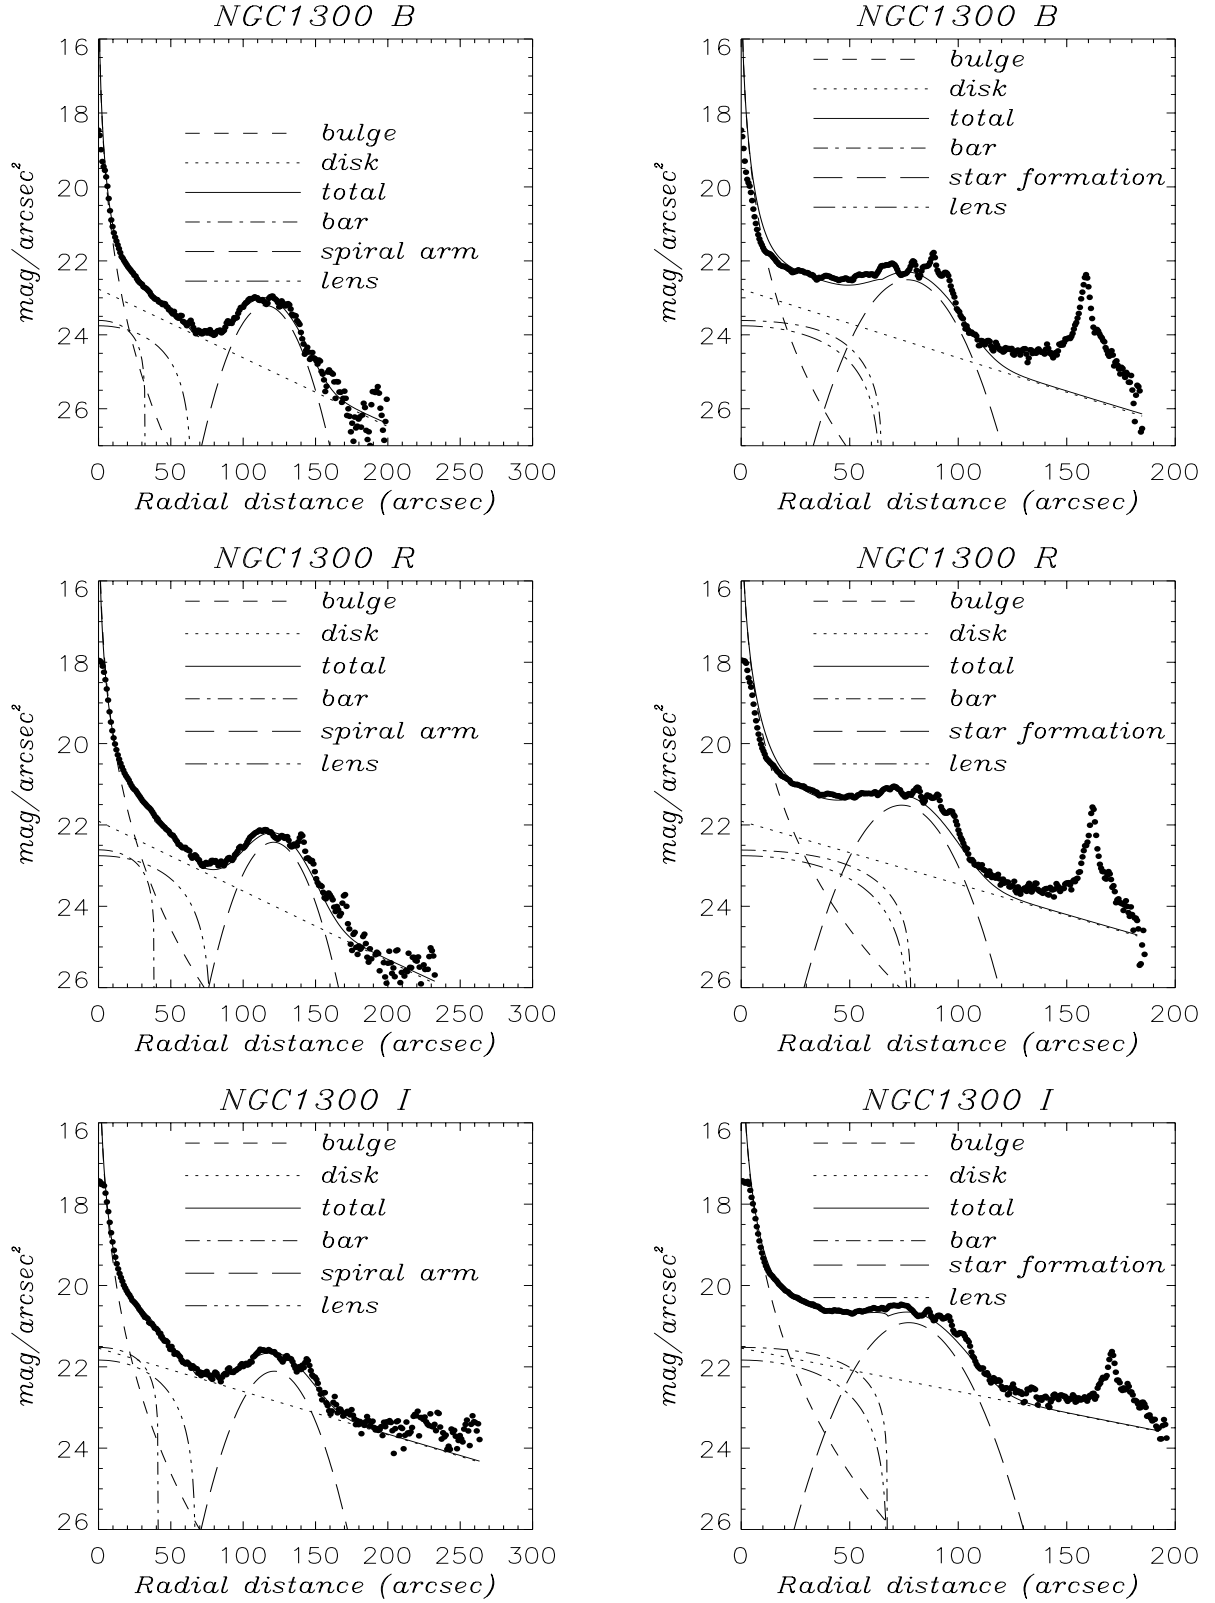 NGC1300 B
mag/arcsec²
16
18
20
22
24
26
bulge
disk
total
bar
spiral arm
lens
0 50 100 150 200 250 300
Radial distance (arcsec)
NGC1300 B
mag/arcsec²
16
18
20
22
24
26
bulge
disk
total
bar
star formation
lens
0 50 100 150 200
Radial distance (arcsec)
NGC1300 R
mag/arcsec²
16
18
20
22
24
26
bulge
disk
total
bar
spiral arm
lens
0 50 100 150 200 250 300
Radial distance (arcsec)
NGC1300 R
mag/arcsec²
16
18
20
22
24
26
bulge
disk
total
bar
star formation
lens
0 50 100 150 200
Radial distance (arcsec)
NGC1300 I
mag/arcsec²
16
18
20
22
24
26
bulge
disk
total
bar
spiral arm
lens
0 50 100 150 200 250 300
Radial distance (arcsec)
NGC1300 I
mag/arcsec²
16
18
20
22
24
26
bulge
disk
total
bar
star formation
lens
0 50 100 150 200
Radial distance (arcsec)